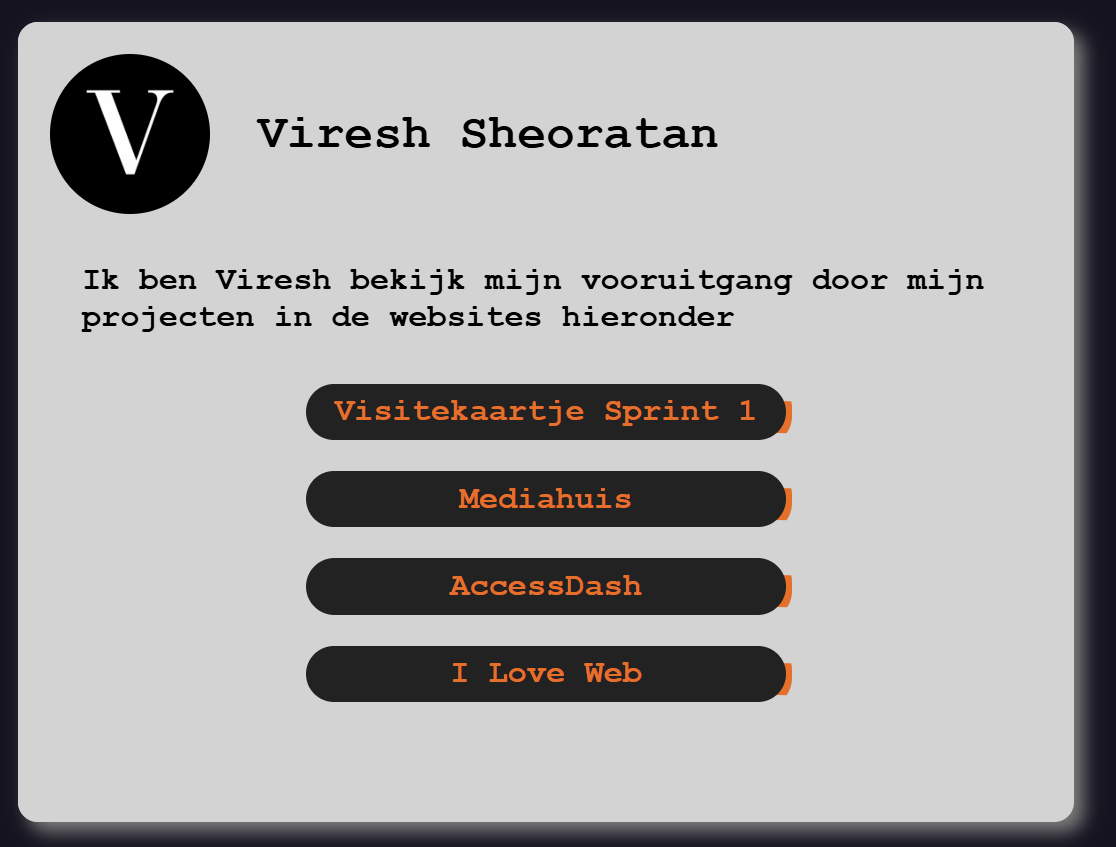 V
Viresh Sheoratan
Ik ben Viresh bekijk mijn vooruitgang door mijn
projecten in de websites hieronder
Visitekaartje Sprint 1
Mediahuis
AccessDash
I Love Web